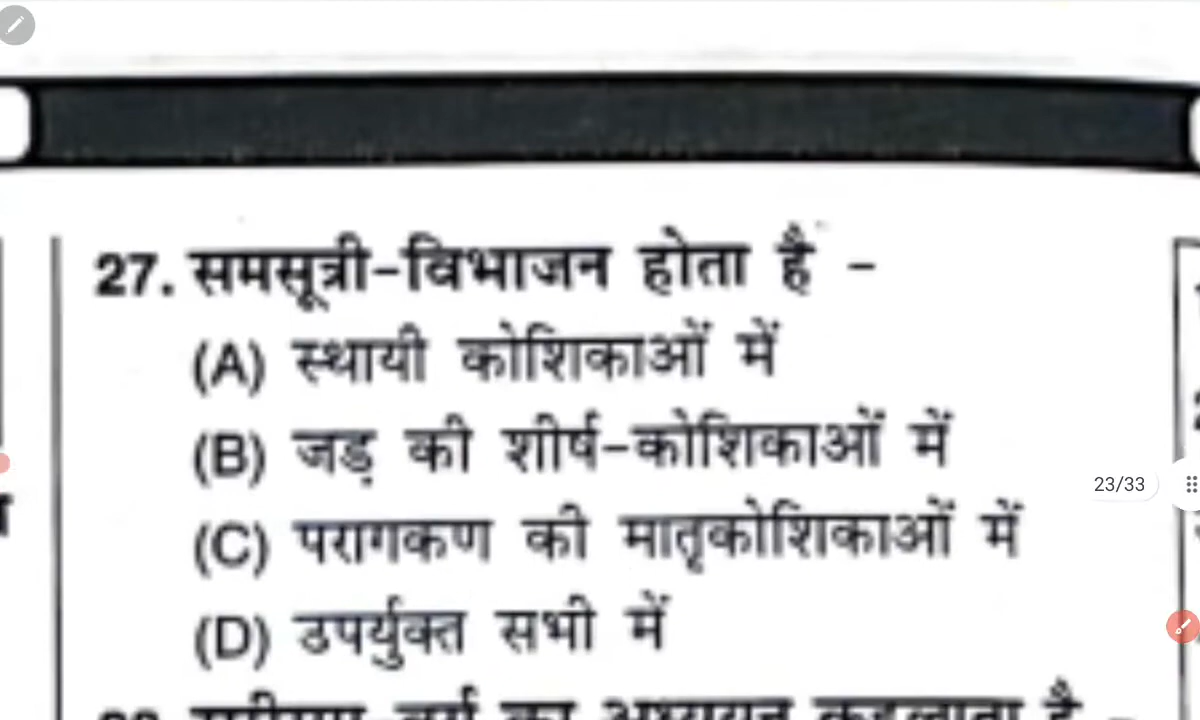 27. समसूत्री-विभाजन होता है -
(A) स्थायी कोशिकाओं में
(B) जड़ की शीर्ष-कोशिकाओं में
23/33
(C) परागकण की मातृकोशिकाओं में
(D) उपर्युक्त सभी में